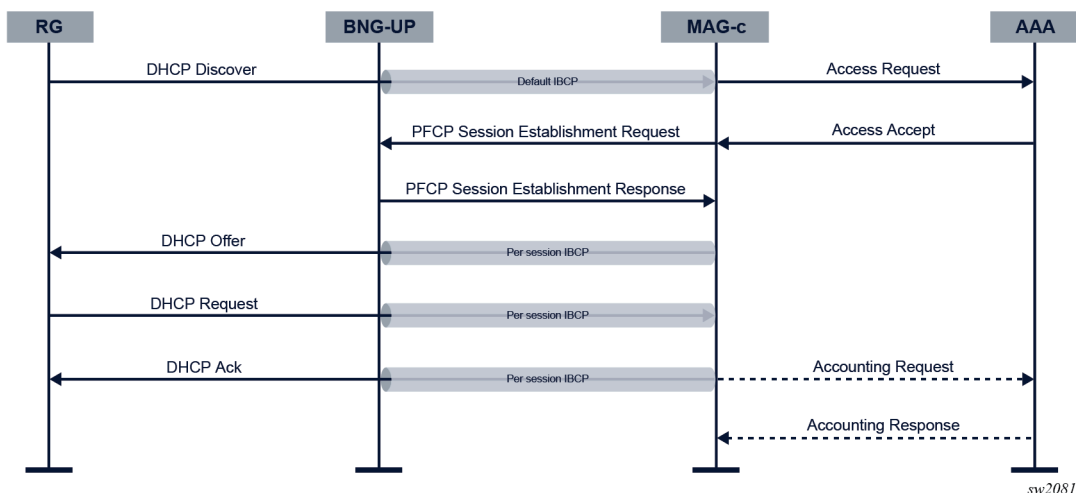 RG
BNG-UP
MAG-c
AAA
DHCP Discover
Default IBCP
Access Request
PFCP Session Establishment Request
Access Accept
PFCP Session Establishment Response
DHCP Offer
Per session IBCP
DHCP Request
Per session IBCP
DHCP Ack
Per session IBCP
Accounting Request
Accounting Response
sw2081